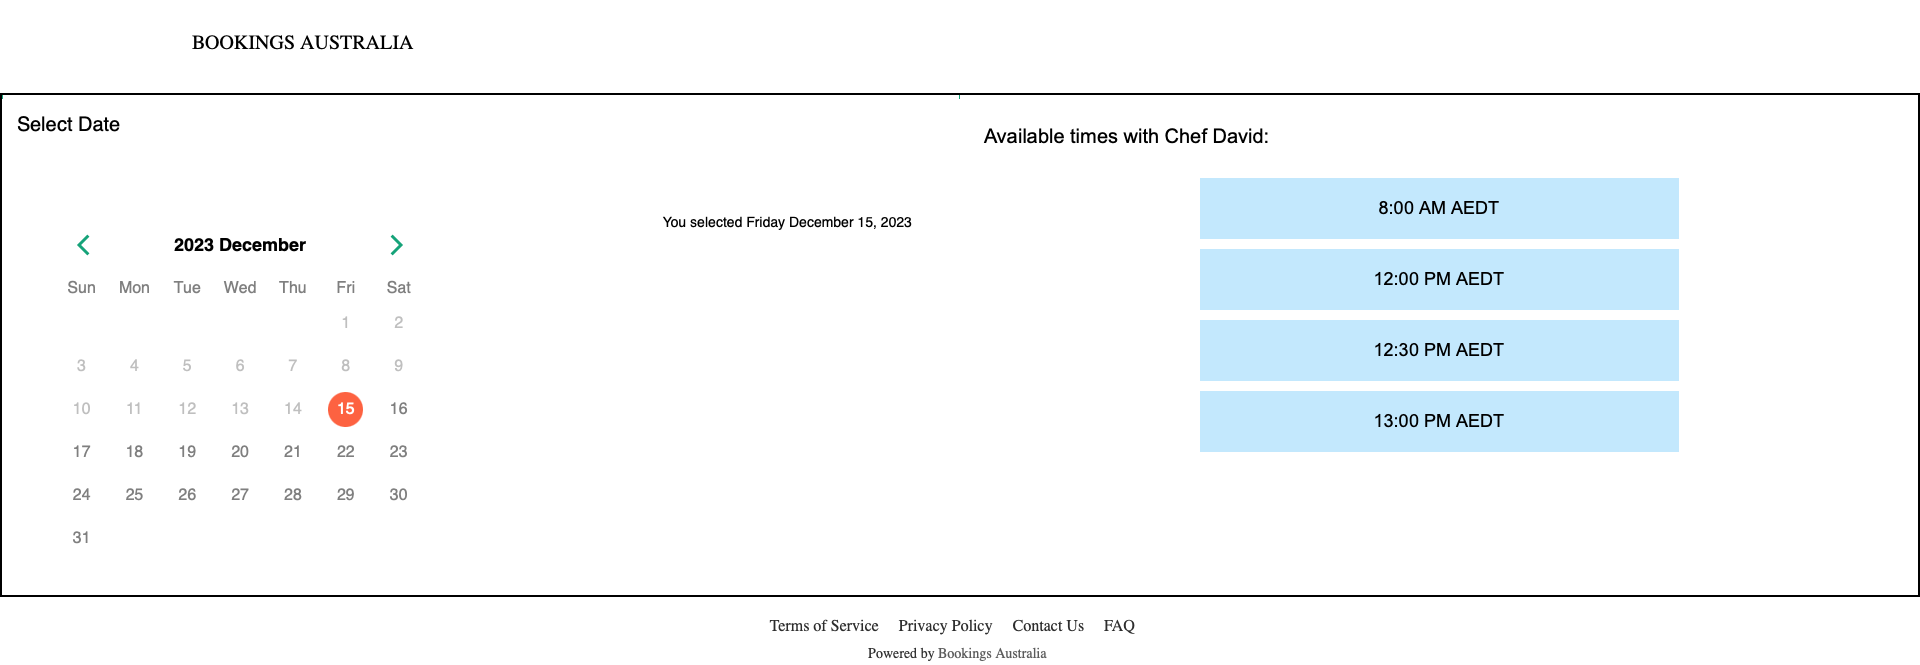 BOOKINGS AUSTRALIA
Select Date
You selected Friday December 15, 2023
2023 December
Sun Mon Tue Wed Thu Fri Sat
1 2
3 4 5 6 7 8 9
10 11 12 13 14 15 16
17 18 19 20 21 22 23
24 25 26 27 28 29 30
31
Available times with Chef David:
8:00 AM AEDT
12:00 PM AEDT
12:30 PM AEDT
13:00 PM AEDT
Terms of Service Privacy Policy Contact Us FAQ
Powered by Bookings Australia